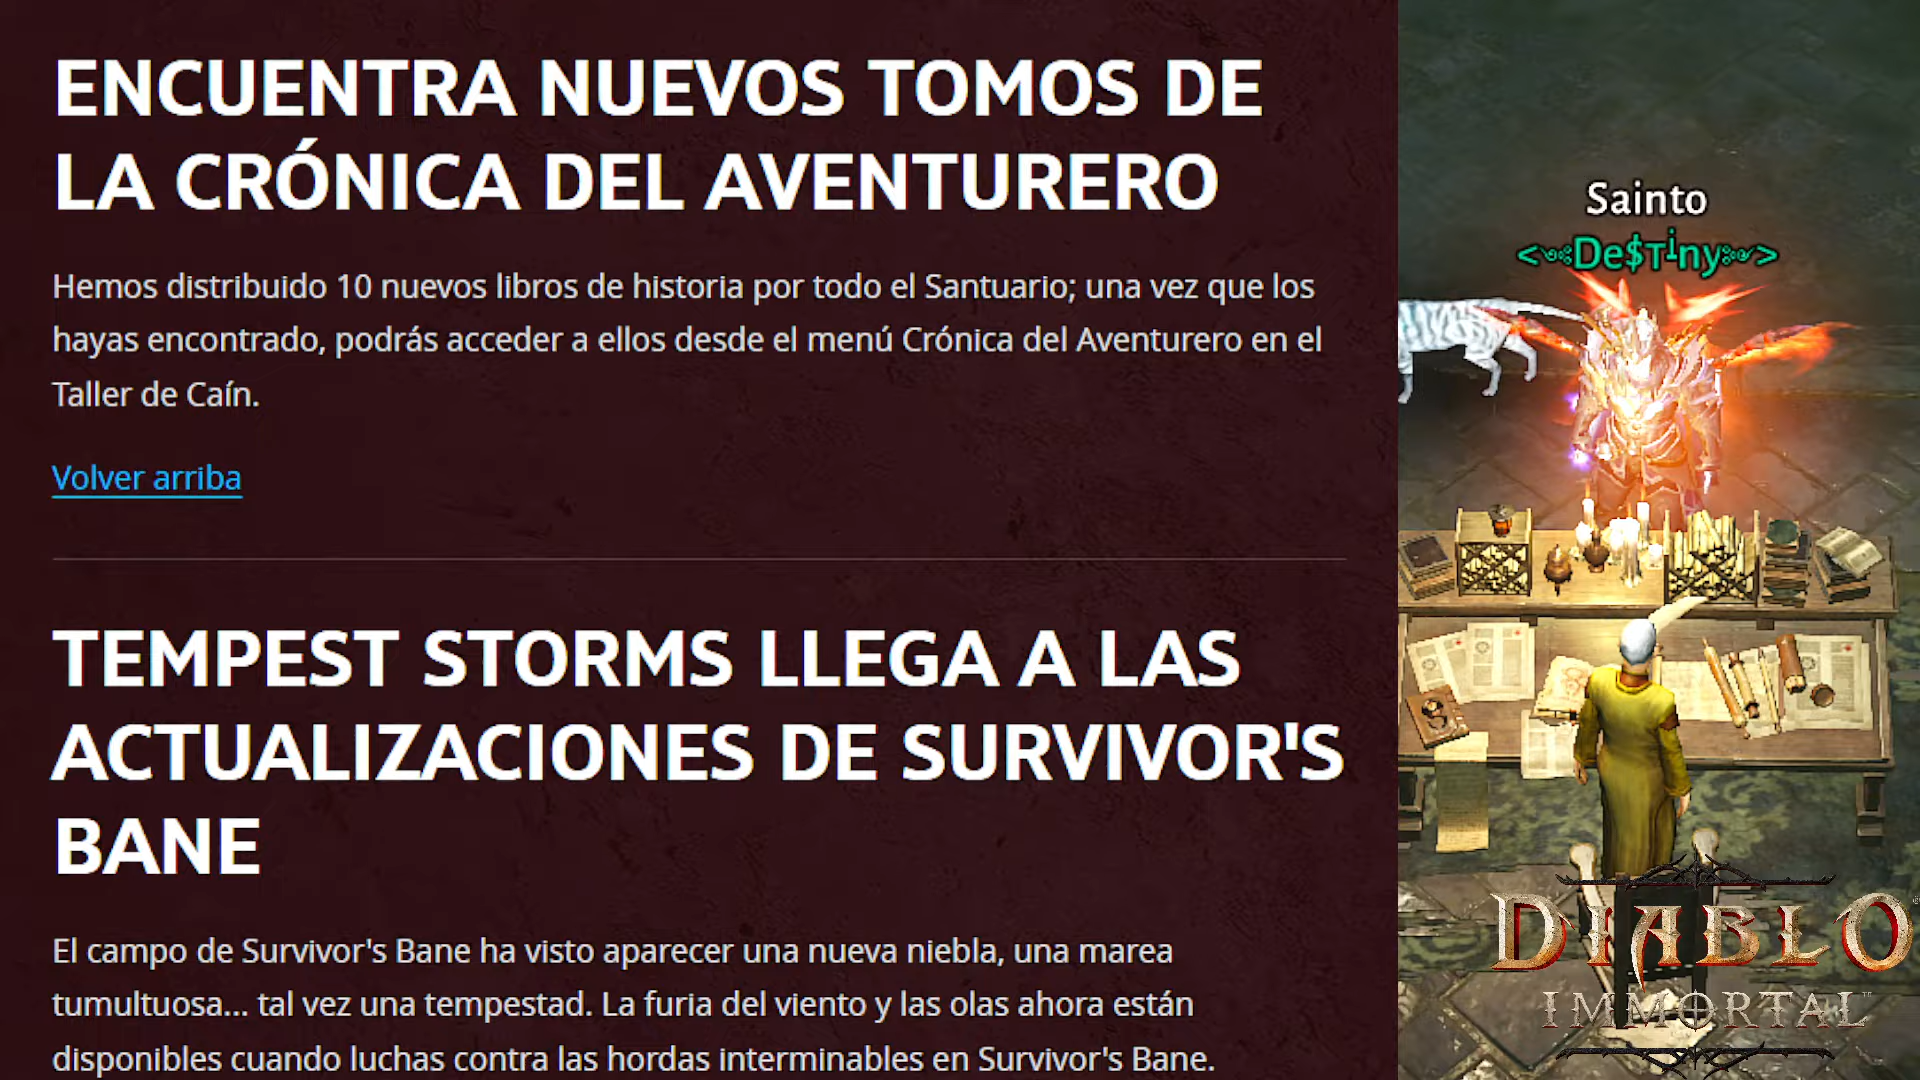 ENCUENTRA NUEVOS TOMOS DE
LA CRÓNICA DEL AVENTURERO
Hemos distribuido 10 nuevos libros de historia por todo el Santuario; una vez que los
hayas encontrado, podrás acceder a ellos desde el menú Crónica del Aventurero en el
Taller de Caín.
Volver arriba
TEMPEST STORMS LLEGA A LAS
ACTUALIZACIONES DE SURVIVOR'S
BANE
El campo de Survivor's Bane ha visto aparecer una nueva niebla, una marea
tumultuosa... tal vez una tempestad. La furia del viento y las olas ahora están
disponibles cuando luchas contra las hordas interminables en Survivor's Bane.
Sainto
De$Tiny
DIABLO
IMMORTAL